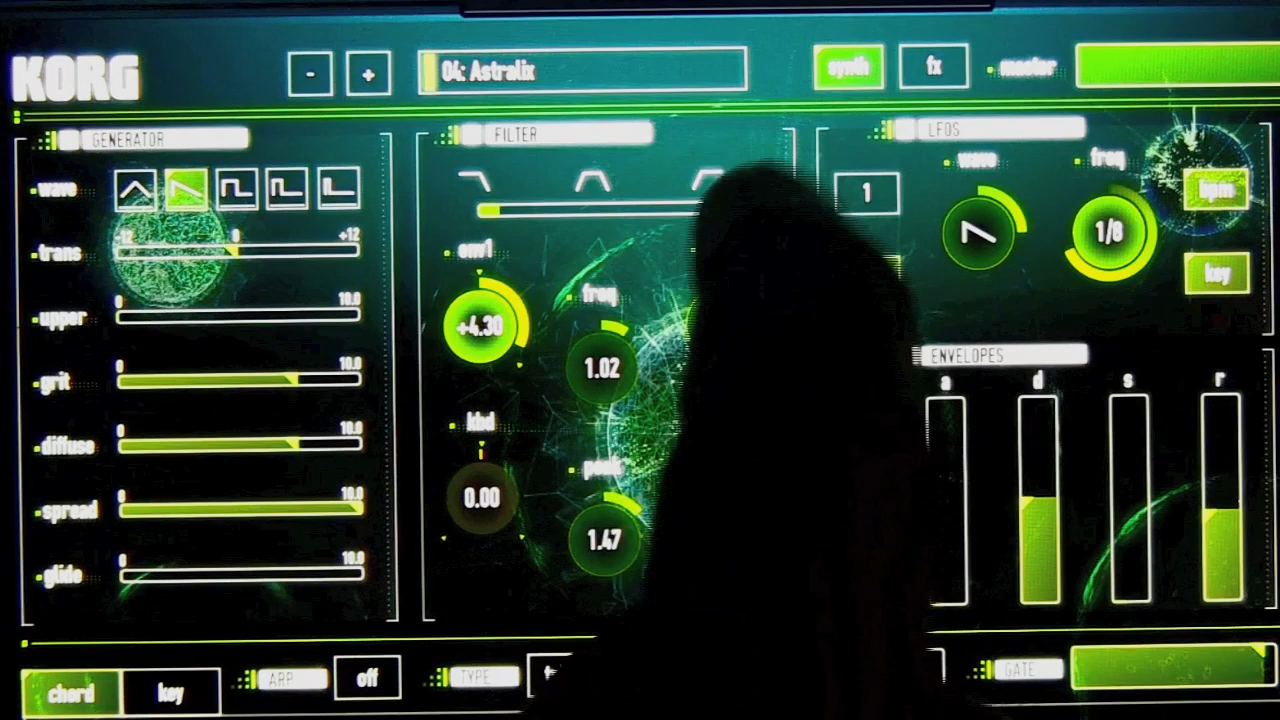 KORG
- + 04: Astralix synth fx master
GENERATOR
wave
trans -12 0 +12
upper 0 10.0
grit 0 10.0
diffuse 0 10.0
spread 0 10.0
glide 0 10.0
FILTER
env1
+4.30
freq
1.02
kbd
0.00
peak
1.47
LFOS
1
wave freq
1/8
bpm
key
ENVELOPES
a d s r
chord key ARP off TYPE GATE